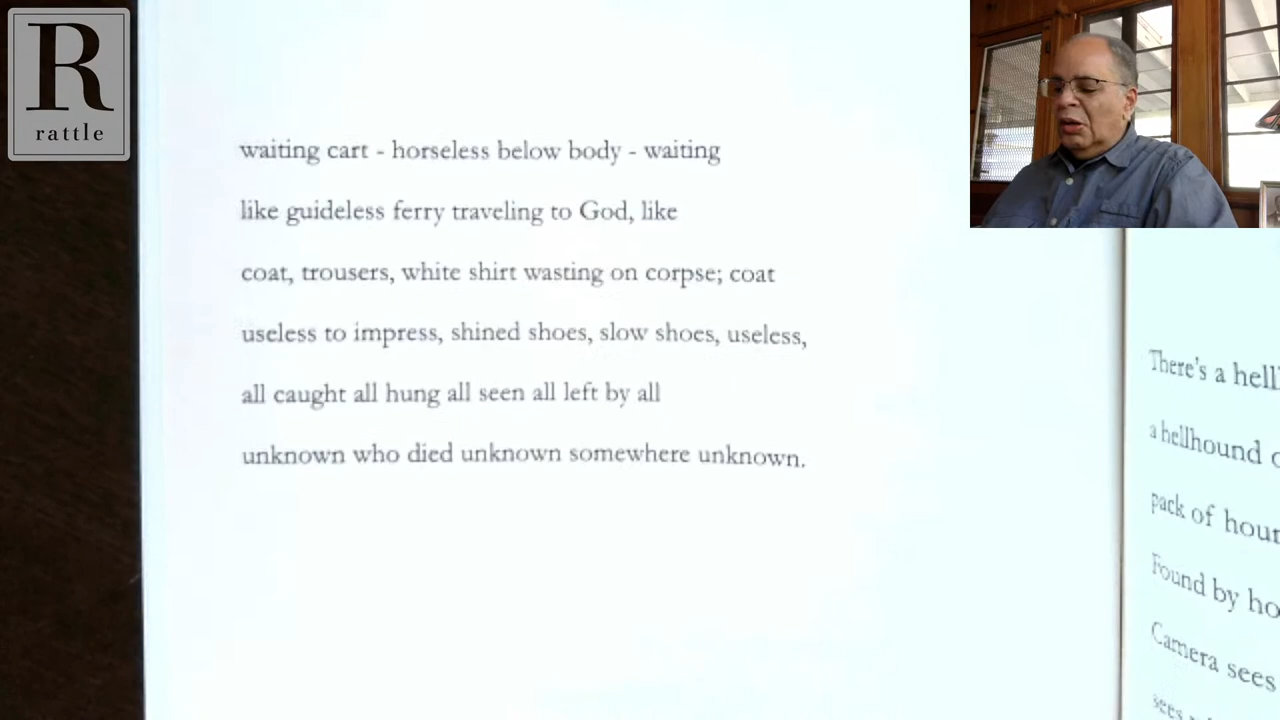 R
rattle
waiting cart - horseless below body - waiting
like guideless ferry traveling to God, like
coat, trousers, white shirt wasting on corpse; coat
useless to impress, shined shoes, slow shoes, useless,
all caught all hung all seen all left by all
unknown who died unknown somewhere unknown.
There's a
a hellhound
pack of
Found by
Camera sees